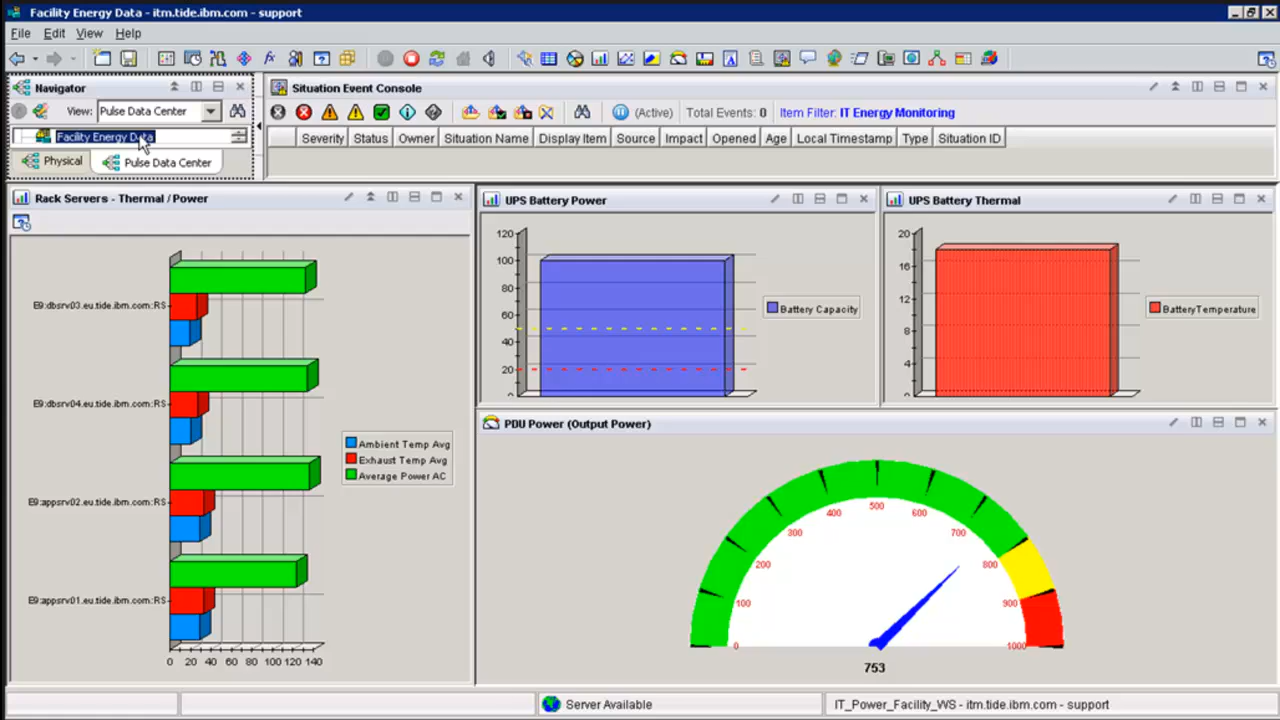 Facility Energy Data - itm.tide.ibm.com - support
File Edit View Help
Navigator
View: Pulse Data Center
Facility Energy Data
Physical Pulse Data Center
Situation Event Console
(Active) Total Events: 0 Item Filter: IT Energy Monitoring
Severity Status Owner Situation Name Display Item Source Impact Opened Age Local Timestamp Type Situation ID
Rack Servers - Thermal / Power
E9:dbsrv03.eu.tide.ibm.com:RS
E9:dbsrv04.eu.tide.ibm.com:RS
E9:appsrv02.eu.tide.ibm.com:RS
E9:appsrv01.eu.tide.ibm.com:RS
0 20 40 60 80 100 120 140
Ambient Temp Avg
Exhaust Temp Avg
Average Power AC
UPS Battery Power
120
100
80
60
40
20
0
Battery Capacity
UPS Battery Thermal
20
16
12
8
4
0
BatteryTemperature
PDU Power (Output Power)
0
100
200
300
400
500
600
700
800
900
1000
753
Server Available
IT_Power_Facility_WS - itm.tide.ibm.com - support